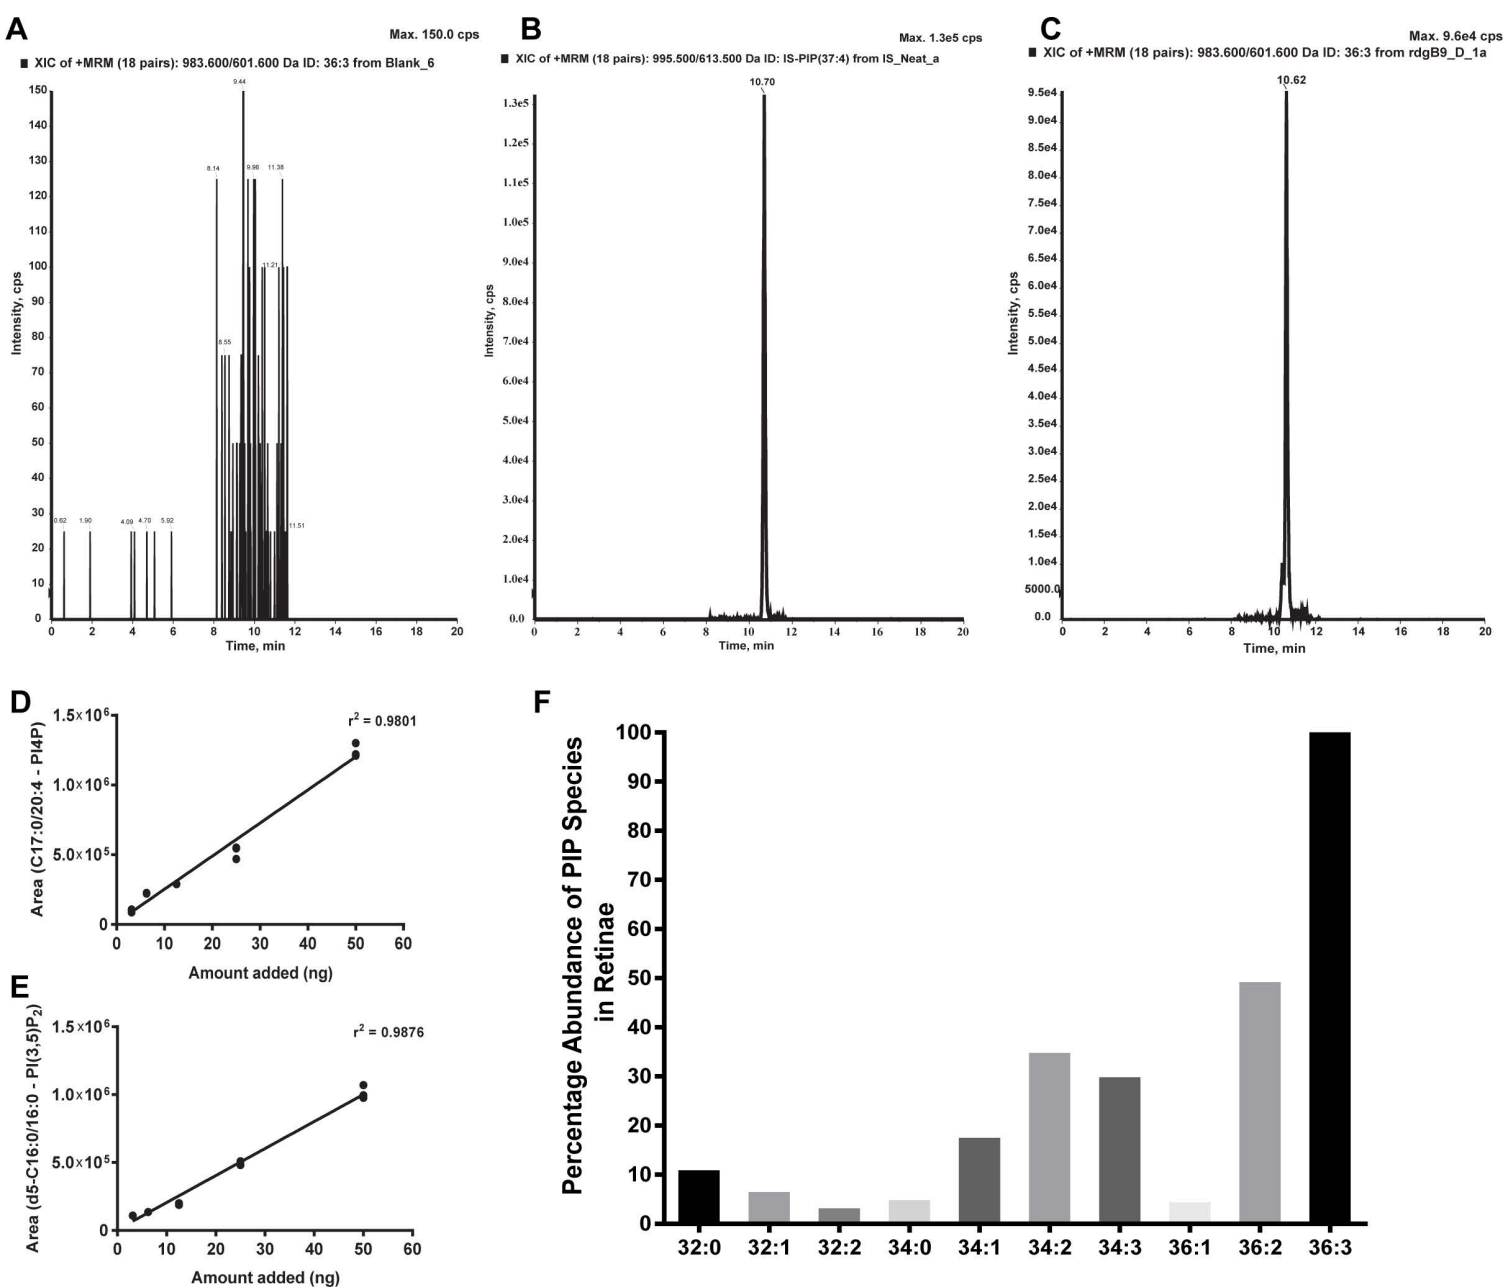 A
Max. 150.0 cps
XIC of +MRM (18 pairs): 983.600/601.600 Da ID: 36:3 from Blank_6
9.44
150
140
130
120
110
100
90
80
70
60
50
40
30
20
10
0
8.14
9.96
11.38
11.21
8.55
0.62
1.90
4.09
4.70
5.92
11.51
Intensity, cps
0 2 4 6 8 10 12 14 16 18 20
Time, min
B
Max. 1.3e5 cps
XIC of +MRM (18 pairs): 995.500/613.500 Da ID: IS-PIP(37:4) from IS_Neat_a
10.70
1.3e5
1.2e5
1.1e5
1.0e5
9.0e4
8.0e4
7.0e4
6.0e4
5.0e4
4.0e4
3.0e4
2.0e4
1.0e4
0.0
Intensity, cps
0 2 4 6 8 10 12 14 16 18 20
Time, min
C
Max. 9.6e4 cps
XIC of +MRM (18 pairs): 983.600/601.600 Da ID: 36:3 from rdgB9_D_1a
10.62
9.5e4
9.0e4
8.5e4
8.0e4
7.5e4
7.0e4
6.5e4
6.0e4
5.5e4
5.0e4
4.5e4
4.0e4
3.5e4
3.0e4
2.5e4
2.0e4
1.5e4
1.0e4
5000.0
0.0
Intensity, cps
0 2 4 6 8 10 12 14 16 18 20
Time, min
D
r² = 0.9801
1.5×10⁶
1.0×10⁶
5.0×10⁵
0
Area (C17:0/20:4 - PI4P)
0 10 20 30 40 50 60
Amount added (ng)
E
r² = 0.9876
1.5×10⁶
1.0×10⁶
5.0×10⁵
0
Area (d5-C16:0/16:0 - PI(3,5)P₂)
0 10 20 30 40 50 60
Amount added (ng)
F
Percentage Abundance of PIP Species
in Retinae
100
90
80
70
60
50
40
30
20
10
0
32:0 32:1 32:2 34:0 34:1 34:2 34:3 36:1 36:2 36:3